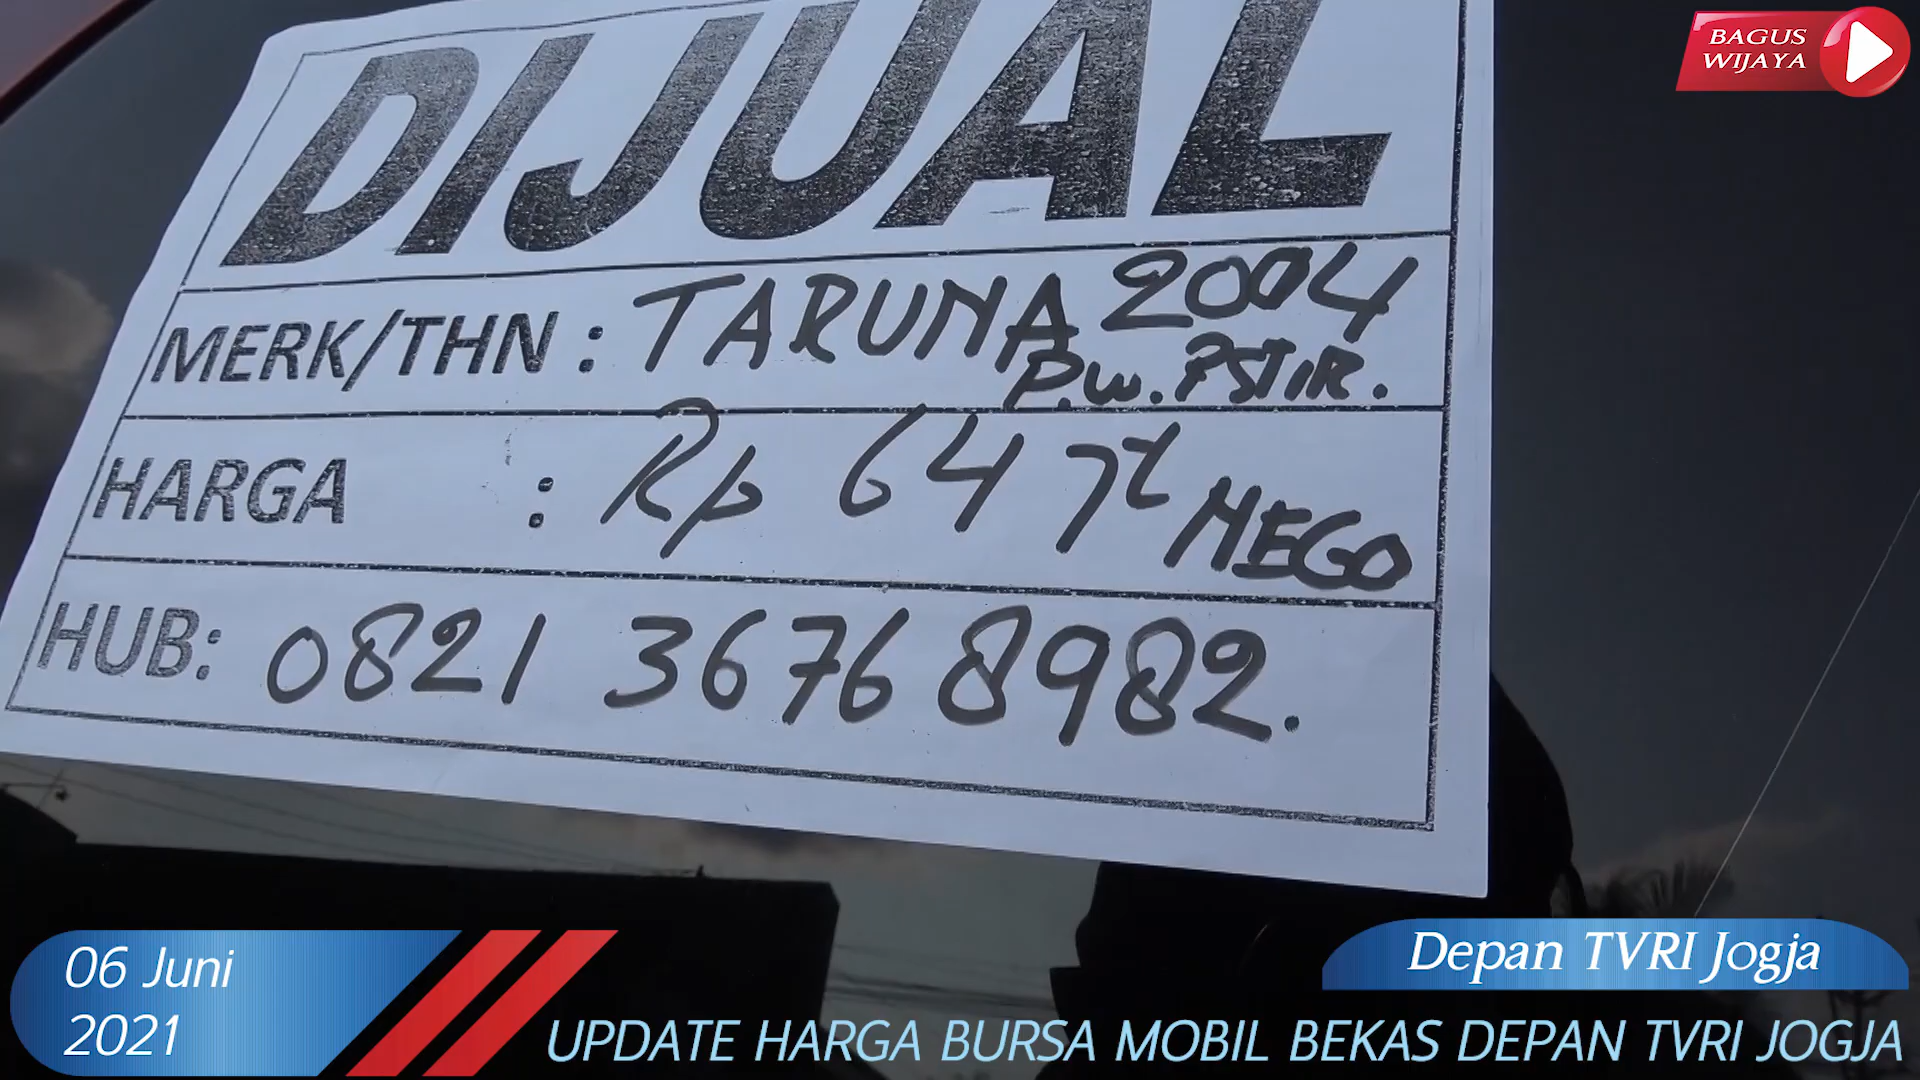 BAGUS
WIJAYA
DIJUAL
MERK/THN : TARUNA 2004
P.W. PSTIR.
HARGA : Rp 64 Jt NEGO
HUB: 0821 3676 8982.
06 Juni
2021
Depan TVRI Jogja
UPDATE HARGA BURSA MOBIL BEKAS DEPAN TVRI JOGJA